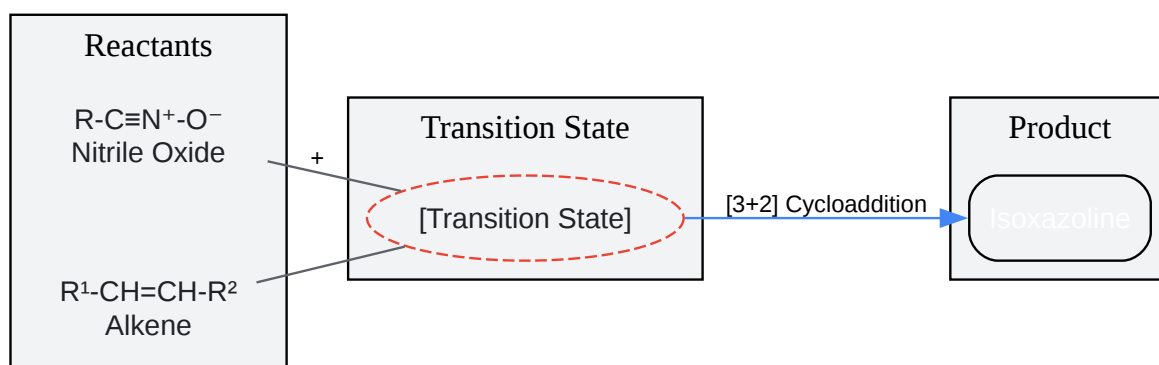 Reactants
R-C≡N⁺-O⁻
Nitrile Oxide
+
R¹-CH=CH-R²
Alkene
Transition State
[Transition State]
[3+2] Cycloaddition
Product
Isoxazoline